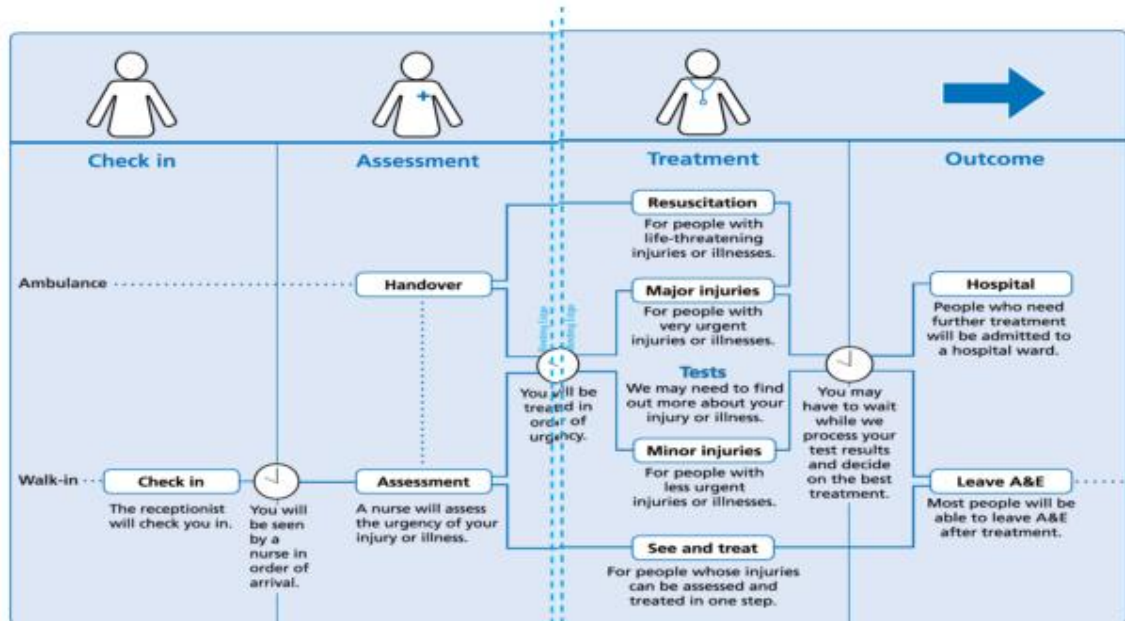 Check in
Assessment
Treatment
Outcome
Ambulance
Handover
Resuscitation
For people with
life-threatening
injuries or illnesses.
Major injuries
For people with
very urgent
injuries or illnesses.
Hospital
People who need
further treatment
will be admitted to
a hospital ward.
You will be
treated in
order of
urgency.
Tests
We may need to find
out more about your
injury or illness.
You may
have to wait
while we
process your
test results
and decide
on the best
treatment.
Minor injuries
For people with
less urgent
injuries or illnesses.
Walk-in
Check in
The receptionist
will check you in.
You will
be seen
by a
nurse in
order of
arrival.
Assessment
A nurse will assess
the urgency of your
injury or illness.
Leave A&E
Most people will be
able to leave A&E
after treatment.
See and treat
For people whose injuries
can be assessed and
treated in one step.